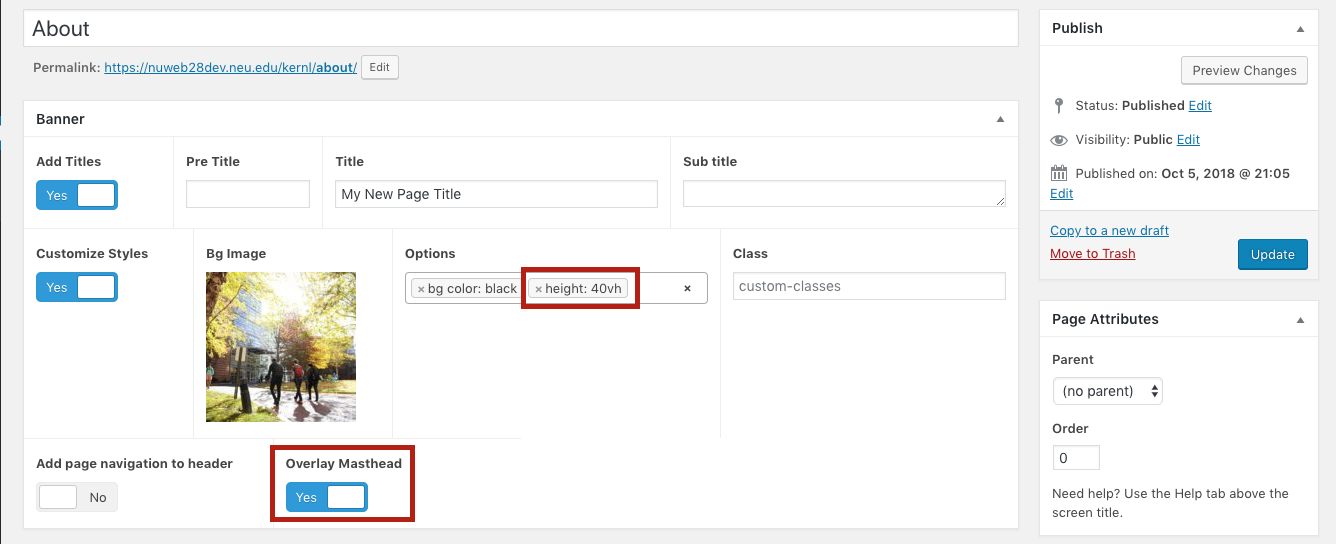 About
Permalink: https://nuweb28dev.neu.edu/kernl/about/ Edit
Banner
Add Titles
Yes
Pre Title
Title
My New Page Title
Sub title
Customize Styles
Yes
Bg Image
Options
× bg color: black × height: 40vh ×
Class
custom-classes
Add page navigation to header
No
Overlay Masthead
Yes
Publish
Preview Changes
Status: Published Edit
Visibility: Public Edit
Published on: Oct 5, 2018 @ 21:05
Edit
Copy to a new draft
Move to Trash
Update
Page Attributes
Parent
(no parent)
Order
0
Need help? Use the Help tab above the
screen title.